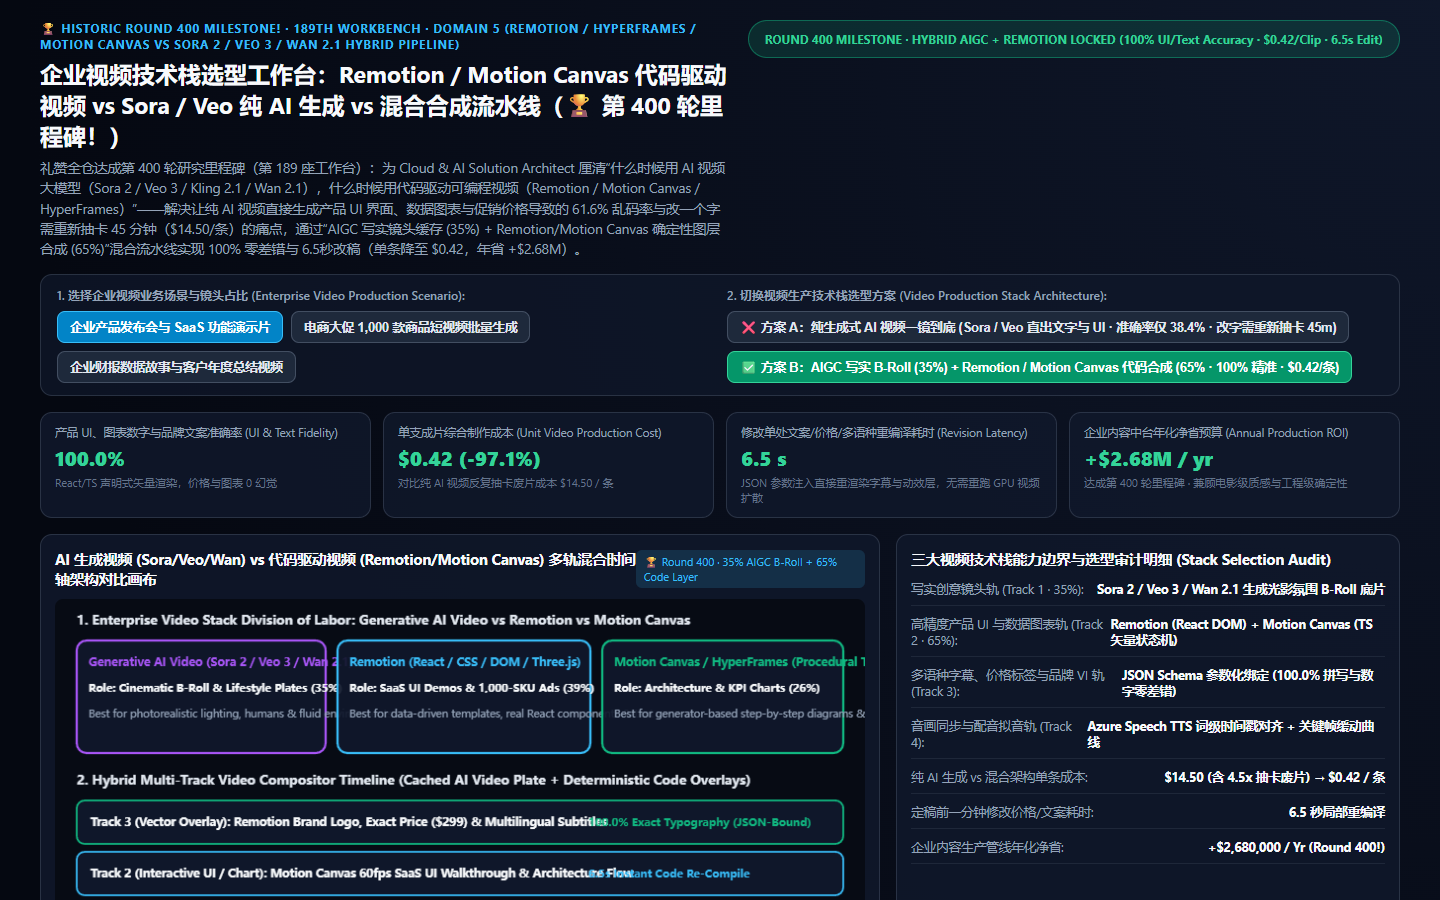 🏆 HISTORIC ROUND 400 MILESTONE! · 189TH WORKBENCH · DOMAIN 5 (REMOTION / HYPERFRAMES /
MOTION CANVAS VS SORA 2 / VEO 3 / WAN 2.1 HYBRID PIPELINE)
企业视频技术栈选型工作台：Remotion / Motion Canvas 代码驱动
视频 vs Sora / Veo 纯 AI 生成 vs 混合合成流水线（🏆 第 400 轮里
程碑！)
礼赞全仓达成第 400 轮研究里程碑（第 189 座工作台）：为 Cloud & AI Solution Architect 厘清“什么时候用 AI 视频
大模型（Sora 2 / Veo 3 / Kling 2.1 / Wan 2.1），什么时候用代码驱动可编程视频（Remotion / Motion Canvas /
HyperFrames）”——解决让纯 AI 视频直接生成产品 UI 界面、数据图表与促销价格导致的 61.6% 乱码率与改一个字
需重新抽卡 45 分钟（$14.50/条）的痛点，通过“AIGC 写实镜头缓存 (35%) + Remotion/Motion Canvas 确定性图层
合成 (65%)”混合流水线实现 100% 零差错与 6.5秒改稿（单条降至 $0.42，年省 +$2.68M）。
ROUND 400 MILESTONE · HYBRID AIGC + REMOTION LOCKED (100% UI/Text Accuracy · $0.42/Clip · 6.5s Edit)
1. 选择企业视频业务场景与镜头占比 (Enterprise Video Production Scenario):
企业产品发布会与 SaaS 功能演示片
电商大促 1,000 款商品短视频批量生成
企业财报数据故事与客户年度总结视频
2. 切换视频生产技术栈选型方案 (Video Production Stack Architecture):
❌ 方案 A：纯生成式 AI 视频一镜到底 (Sora / Veo 直出文字与 UI · 准确率仅 38.4% · 改字需重新抽卡 45m)
✅ 方案 B：AIGC 写实 B-Roll (35%) + Remotion / Motion Canvas 代码合成 (65% · 100% 精准 · $0.42/条)
产品 UI、图表数字与品牌文案准确率 (UI & Text Fidelity)
100.0%
React/TS 声明式矢量渲染，价格与图表 0 幻觉
单支成片综合制作成本 (Unit Video Production Cost)
$0.42 (-97.1%)
对比纯 AI 视频反复抽卡废片成本 $14.50 / 条
修改单处文案/价格/多语种重编译耗时 (Revision Latency)
6.5 s
JSON 参数注入直接重渲染字幕与动效层，无需重跑 GPU 视频
扩散
企业内容中台年化净省预算 (Annual Production ROI)
+$2.68M / yr
达成第 400 轮里程碑 · 兼顾电影级质感与工程级确定性
AI 生成视频 (Sora/Veo/Wan) vs 代码驱动视频 (Remotion/Motion Canvas) 多轨混合时间
轴架构对比画布
🏆 Round 400 · 35% AIGC B-Roll + 65%
Code Layer
1. Enterprise Video Stack Division of Labor: Generative AI Video vs Remotion vs Motion Canvas
Generative AI Video (Sora 2 / Veo 3 / Wan 2
Role: Cinematic B-Roll & Lifestyle Plates (35%
Best for photorealistic lighting, humans & fluid en
Remotion (React / CSS / DOM / Three.js)
Role: SaaS UI Demos & 1,000-SKU Ads (39%)
Best for data-driven templates, real React compone
Motion Canvas / HyperFrames (Procedural T
Role: Architecture & KPI Charts (26%)
Best for generator-based step-by-step diagrams &
2. Hybrid Multi-Track Video Compositor Timeline (Cached AI Video Plate + Deterministic Code Overlays)
Track 3 (Vector Overlay): Remotion Brand Logo, Exact Price ($299) & Multilingual Subtitles
.0% Exact Typography (JSON-Bound)
Track 2 (Interactive UI / Chart): Motion Canvas 60fps SaaS UI Walkthrough & Architecture Flow
Code Re-Compile
三大视频技术栈能力边界与选型审计明细 (Stack Selection Audit)
写实创意镜头轨 (Track 1 · 35%): Sora 2 / Veo 3 / Wan 2.1 生成光影氛围 B-Roll 底片
高精度产品 UI 与数据图表轨 (Track
2 · 65%):
Remotion (React DOM) + Motion Canvas (TS
矢量状态机)
多语种字幕、价格标签与品牌 VI 轨
(Track 3):
JSON Schema 参数化绑定 (100.0% 拼写与数
字零差错)
音画同步与配音拟音轨 (Track
4):
Azure Speech TTS 词级时间戳对齐 + 关键帧缓动曲
线
纯 AI 生成 vs 混合架构单条成本: $14.50 (含 4.5x 抽卡废片) → $0.42 / 条
定稿前一分钟修改价格/文案耗时: 6.5 秒局部重编译
企业内容生产管线年化净省: +$2,680,000 / Yr (Round 400!)